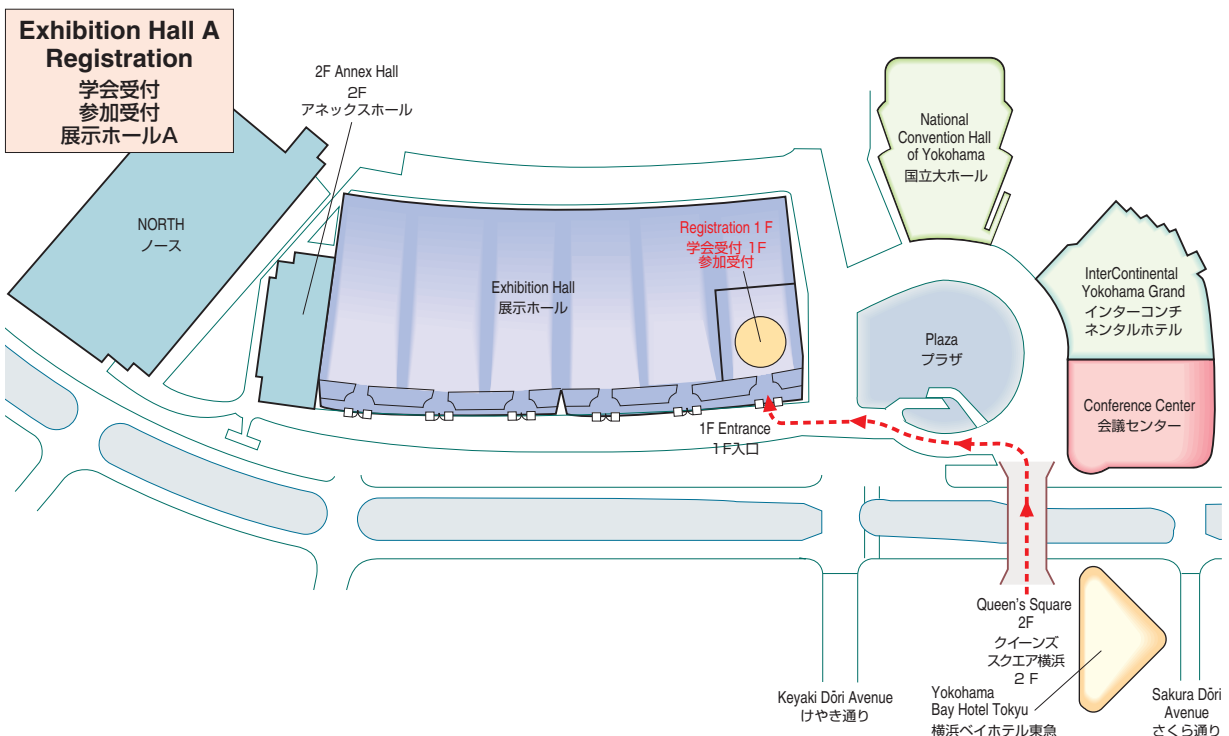 Exhibition Hall A
Registration
学会受付
参加受付
展示ホールA
2F Annex Hall
2F
アネックスホール
National
Convention Hall
of Yokohama
国立大ホール
NORTH
ノース
Registration 1 F
学会受付 1F
参加受付
Exhibition Hall
展示ホール
InterContinental
Yokohama Grand
インターコンチ
ネンタルホテル
Plaza
プラザ
Conference Center
会議センター
1F Entrance
1F入口
Queen's Square
2F
クイーンズ
スクエア横浜
2 F
Keyaki Dōri Avenue
けやき通り
Yokohama
Bay Hotel Tokyu
横浜ベイホテル東急
Sakura Dōri
Avenue
さくら通り